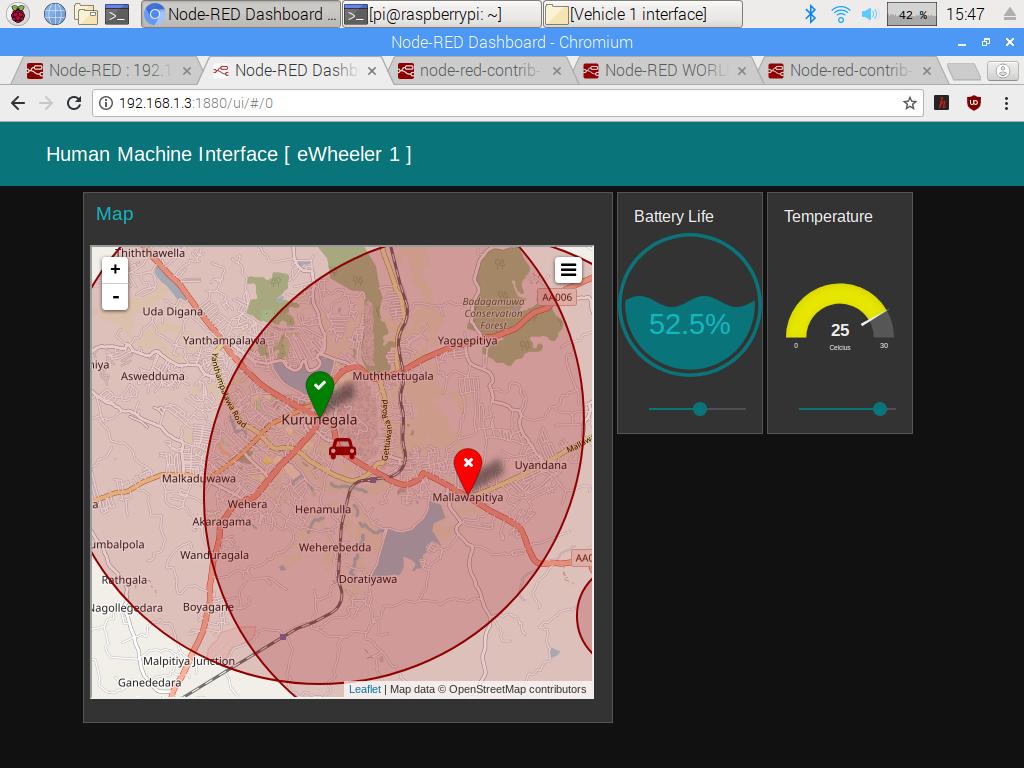 Node-RED Dashboard ...
[pi@raspberrypi: ~]
[Vehicle 1 interface]
42 %
15:47
Node-RED Dashboard - Chromium
Node-RED : 192.1
Node-RED Dashb
node-red-contrib-
Node-RED WORL
Node-red-contrib-
192.168.1.3:1880/ui/#/0
Human Machine Interface [ eWheeler 1 ]
Map
Battery Life
Temperature
+
-
Thiththawella
Uda Digana
Badagamuwa
Conservation
Forest
AA006
Yanthampalawa
Yaggepitiya
niya
Aswedduma
Muththettugala
Yanthampalawa Road
Kurunegala
Gettuwana Road
Mallaw
Uyandana
Malkaduwawa
Mallawapitiya
a
Wehera
Henamulla
Akaragama
umbalpola
Weherebedda
Wanduragala
AA0
Rathgala
Doratiyawa
Nagollegedara
Boyagane
Malpitiya Junction
Ganededara
Leaflet | Map data © OpenStreetMap contributors
52.5%
25
Celcius
0
30